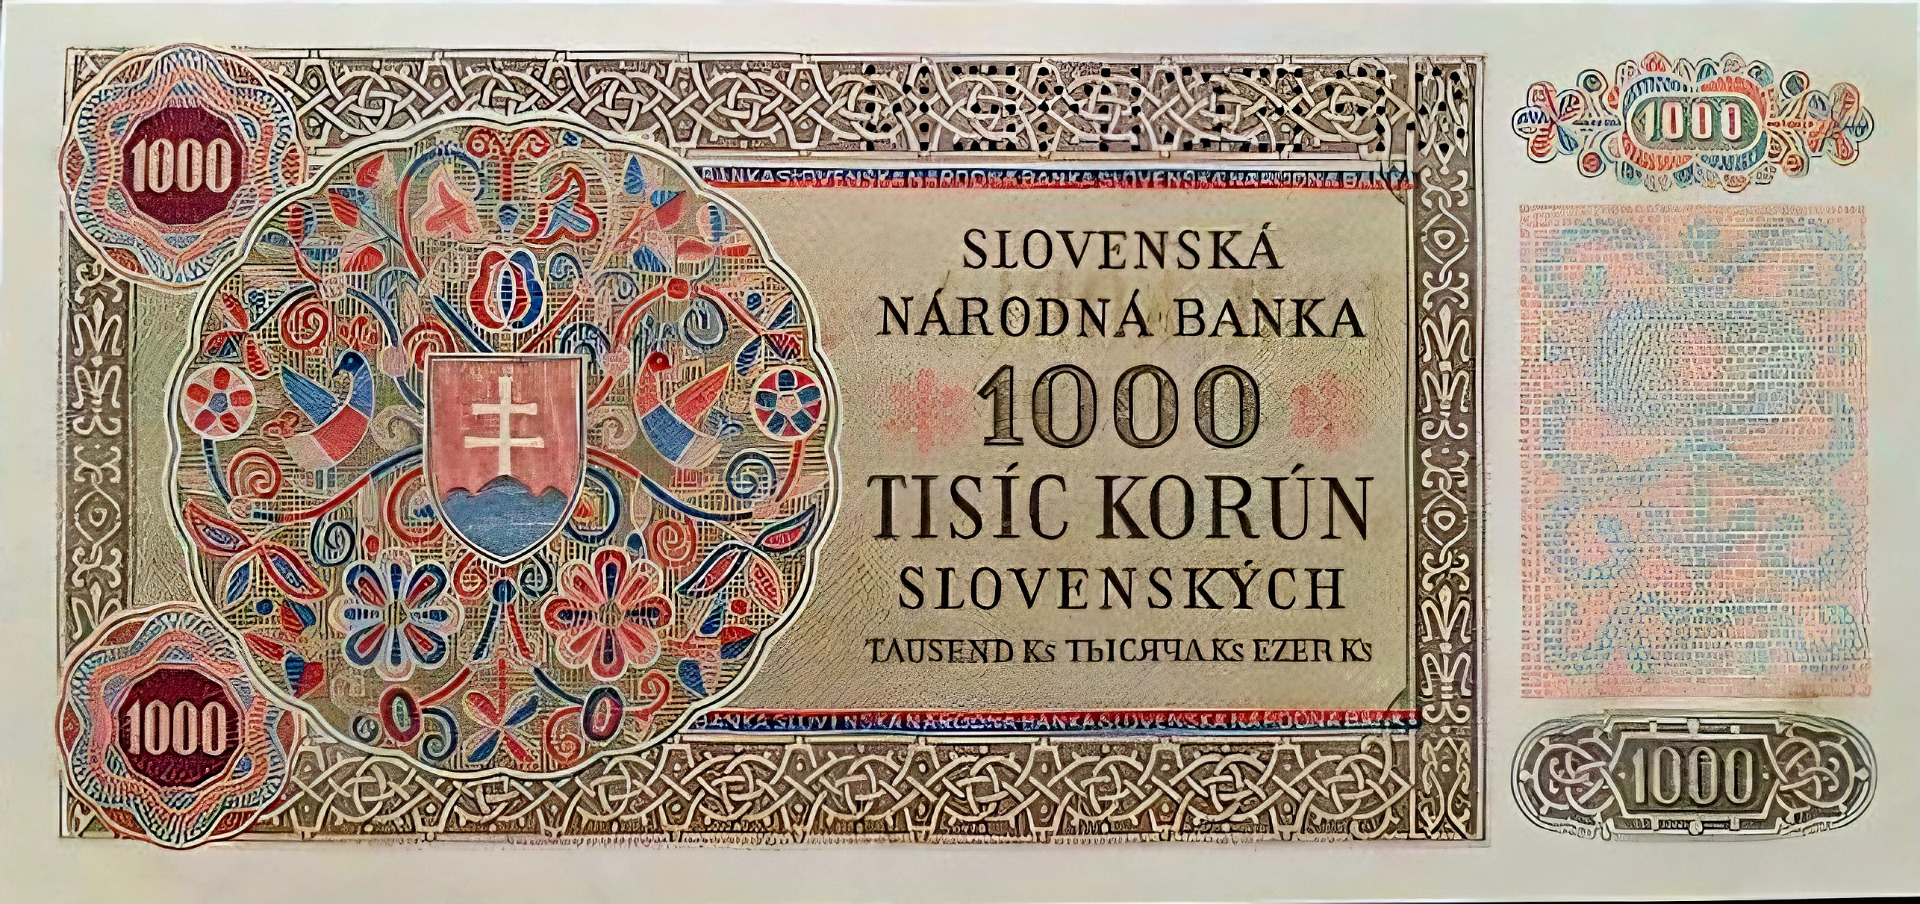 1000
1000
SLOVENSKÁ
NÁRODNÁ BANKA
1000
TISÍC KORÚN
SLOVENSKÝCH
TAUSEND Ks ТЫСЯЧА Ks EZER Ks
1000
1000